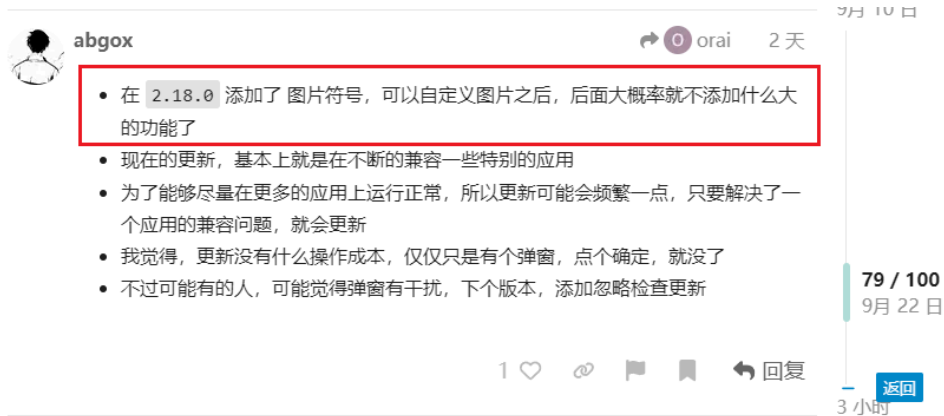 9月 10 日
abgox
O orai 2 天
在 2.18.0 添加了 图片符号，可以自定义图片之后，后面大概率就不添加什么大
的功能了
现在的更新，基本上就是在不断的兼容一些特别的应用
为了能够尽量在更多的应用上运行正常，所以更新可能会频繁一点，只要解决了一
个应用的兼容问题，就会更新
我觉得，更新没有什么操作成本，仅仅只是有个弹窗，点个确定，就没了
不过可能有的人，可能觉得弹窗有干扰，下个版本，添加忽略检查更新
79 / 100
9月 22 日
1 回复
返回
3 小时